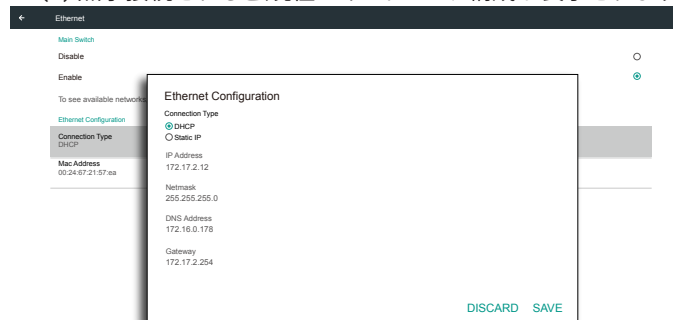 ← Ethernet
Main Switch
Disable
Enable
To see available networks
Ethernet Configuration
Connection Type
DHCP
Mac Address
00:24:67:21:57:ea
Ethernet Configuration
Connection Type
DHCP
Static IP
IP Address
172.17.2.12
Netmask
255.255.255.0
DNS Address
172.16.0.178
Gateway
172.17.2.254
DISCARD SAVE